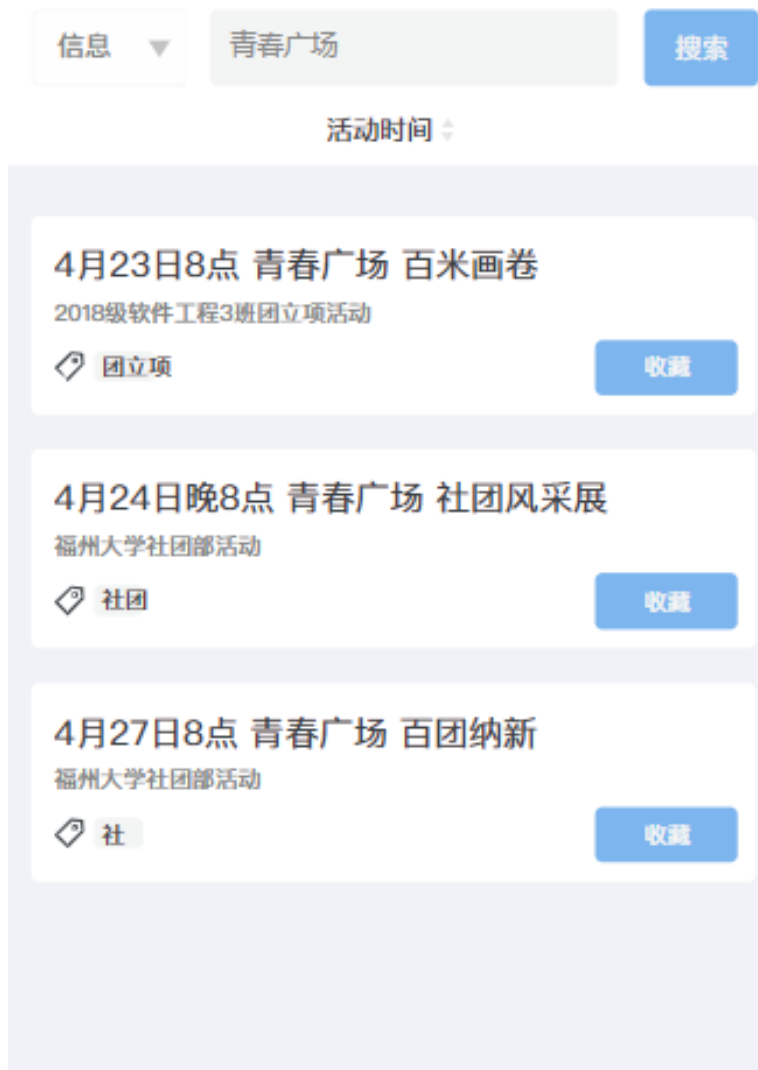 信息 青春广场 搜索
活动时间
4月23日8点 青春广场 百米画卷
2018级软件工程3班团立项活动
团立项 收藏
4月24日晚8点 青春广场 社团风采展
福州大学社团部活动
社团 收藏
4月27日8点 青春广场 百团纳新
福州大学社团部活动
社 收藏